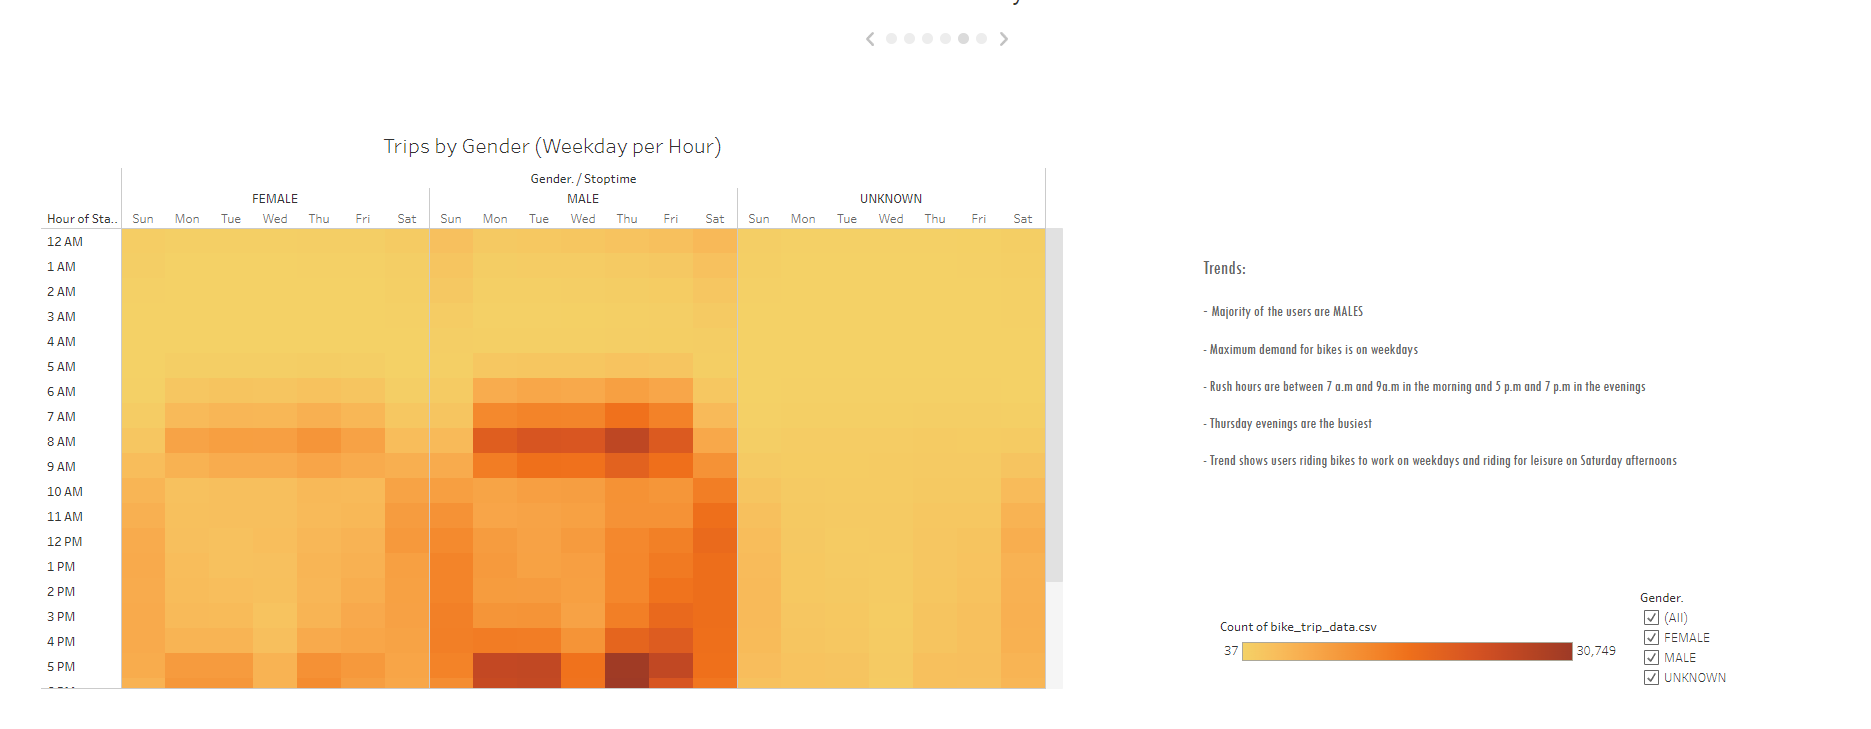 Trips by Gender (Weekday per Hour)
Gender. / Stoptime
FEMALE MALE UNKNOWN
Hour of Sta.. Sun Mon Tue Wed Thu Fri Sat Sun Mon Tue Wed Thu Fri Sat Sun Mon Tue Wed Thu Fri Sat
12 AM
1 AM
2 AM
3 AM
4 AM
5 AM
6 AM
7 AM
8 AM
9 AM
10 AM
11 AM
12 PM
1 PM
2 PM
3 PM
4 PM
5 PM
Trends:
- Majority of the users are MALES
- Maximum demand for bikes is on weekdays
- Rush hours are between 7 a.m and 9a.m in the morning and 5 p.m and 7 p.m in the evenings
- Thursday evenings are the busiest
- Trend shows users riding bikes to work on weekdays and riding for leisure on Saturday afternoons
Count of bike_trip_data.csv
37 30,749
Gender.
(All)
FEMALE
MALE
UNKNOWN